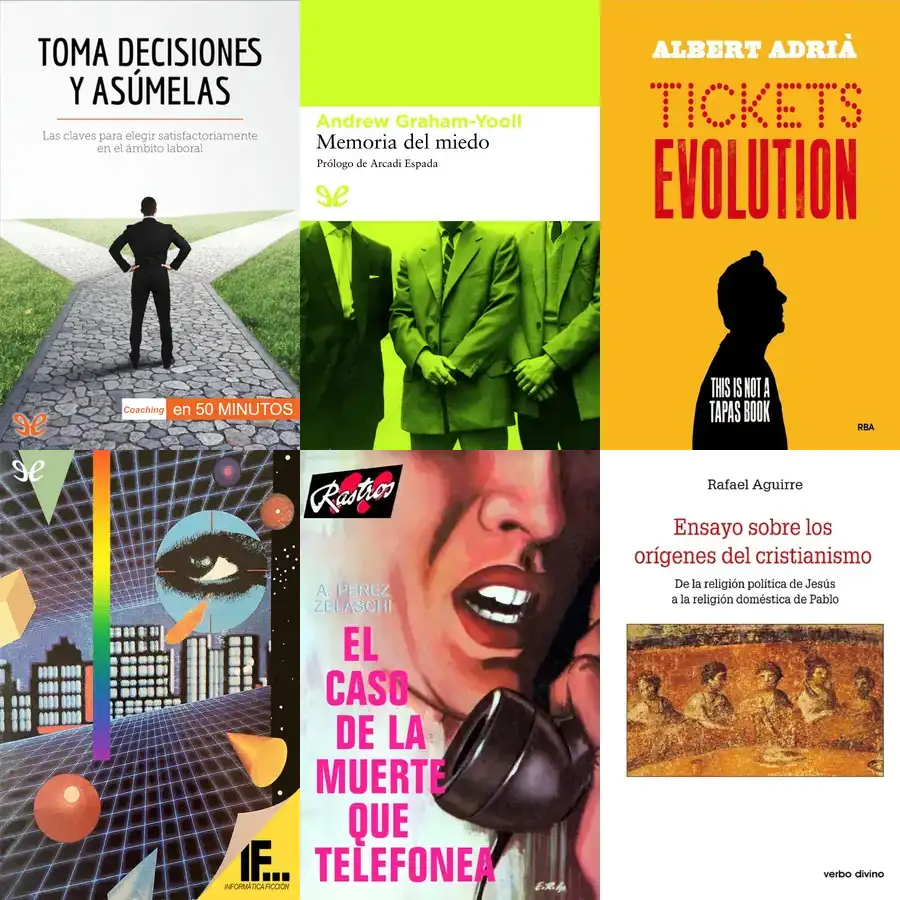 TOMA DECISIONES
Y ASÚMELAS
Las claves para elegir satisfactoriamente
en el ámbito laboral
Coaching en 50 MINUTOS
Andrew Graham-Yooll
Memoria del miedo
Prólogo de Arcadi Espada
ALBERT ADRIÀ
TICKETS
EVOLUTION
THIS IS NOT A
TAPAS BOOK
RBA
IF...
INFORMÁTICA FICCIÓN
Rastros
A. PEREZ
ZELASCHI
EL
CASO
DE LA
MUERTE
QUE
TELEFONEA
Rafael Aguirre
Ensayo sobre los
orígenes del cristianismo
De la religión política de Jesús
a la religión doméstica de Pablo
verbo divino